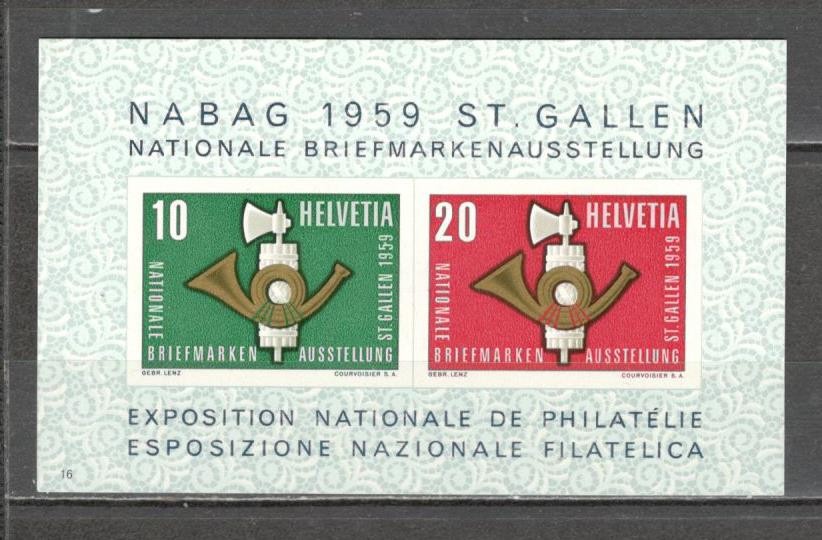 NABAG 1959 ST. GALLEN
NATIONALE BRIEFMARKENAUSSTELLUNG
10 HELVETIA
NATIONALE
BRIEFMARKEN AUSSTELLUNG
ST. GALLEN 1959
GEBR. LENZ COURVOISIER S.A.
20 HELVETIA
NATIONALE
BRIEFMARKEN AUSSTELLUNG
ST. GALLEN 1959
GEBR. LENZ COURVOISIER S.A.
EXPOSITION NATIONALE DE PHILATÉLIE
ESPOSIZIONE NAZIONALE FILATELICA
16